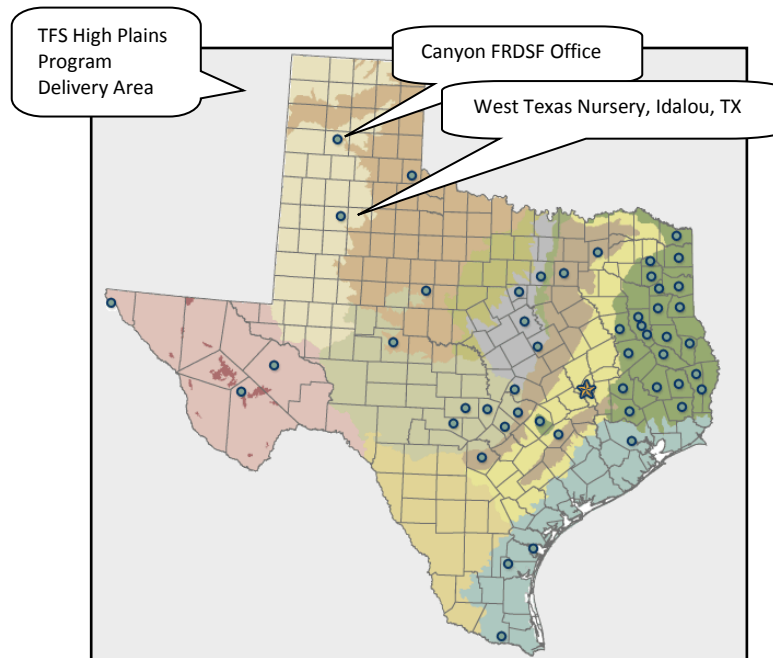 TFS High Plains
Program
Delivery Area
Canyon FRDSF Office
West Texas Nursery, Idalou, TX